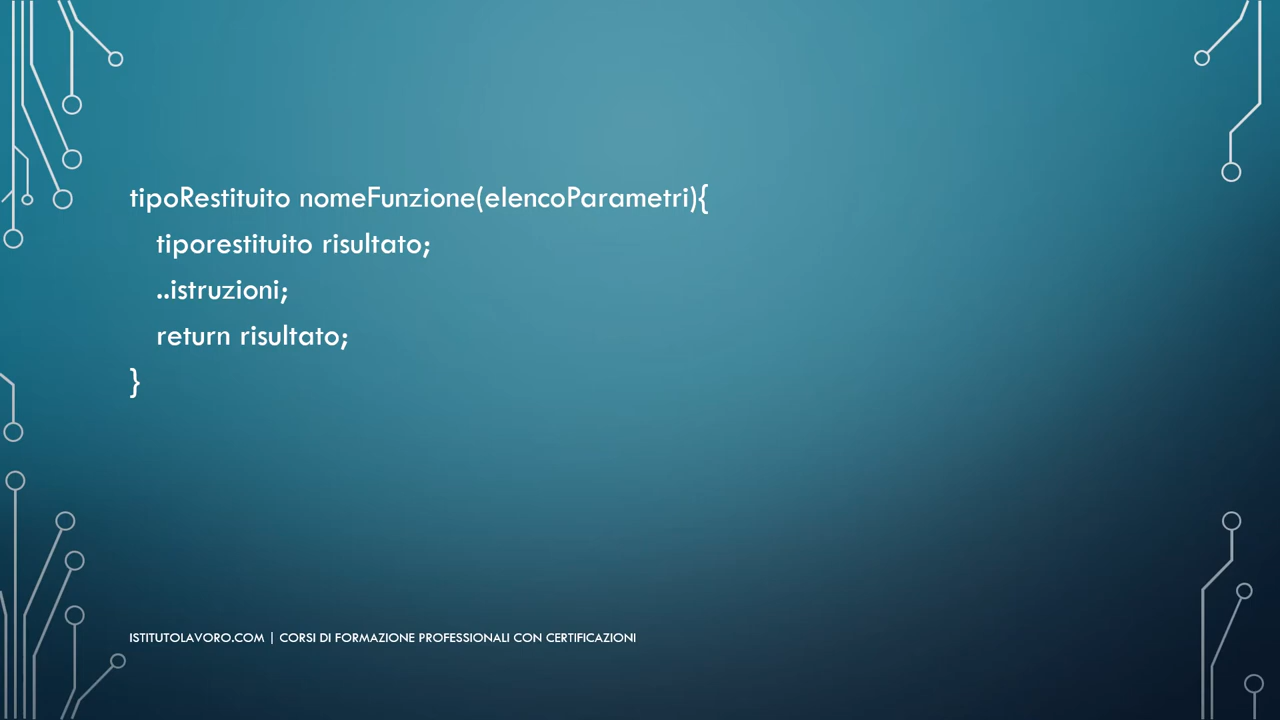 tipoRestituito nomeFunzione(elencoParametri){
tiporestituito risultato;
..istruzioni;
return risultato;
}
ISTITUTOLAVORO.COM | CORSI DI FORMAZIONE PROFESSIONALI CON CERTIFICAZIONI